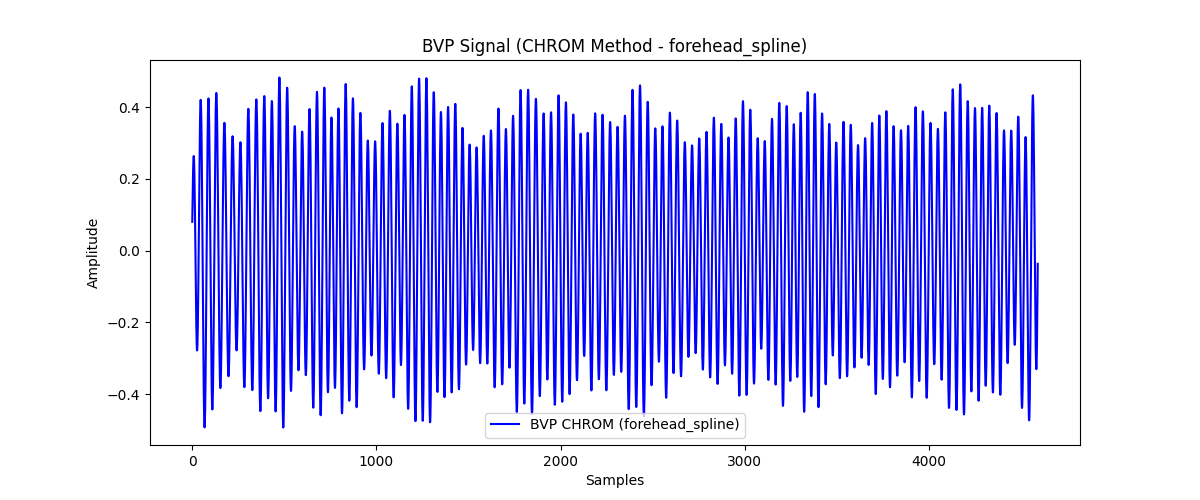 BVP Signal (CHROM Method - forehead_spline)
Amplitude
0.4
0.2
0.0
−0.2
−0.4
BVP CHROM (forehead_spline)
0 1000 2000 3000 4000
Samples